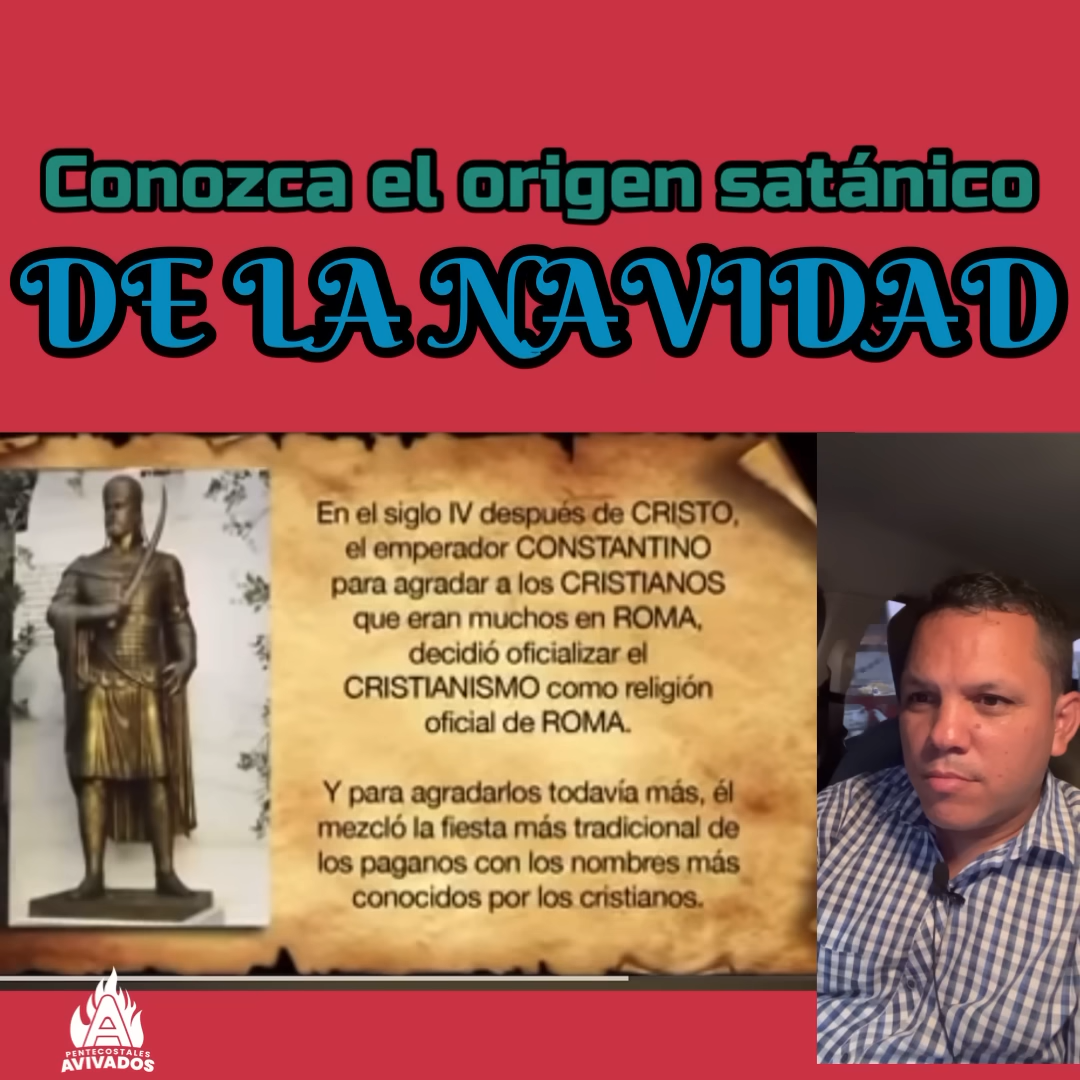 Conozca el origen satánico
DE LA NAVIDAD
En el siglo IV después de CRISTO,
el emperador CONSTANTINO
para agradar a los CRISTIANOS
que eran muchos en ROMA,
decidió oficializar el
CRISTIANISMO como religión
oficial de ROMA.
Y para agradarlos todavía más, él
mezcló la fiesta más tradicional de
los paganos con los nombres más
conocidos por los cristianos.
A
PENTECOSTALES
AVIVADOS